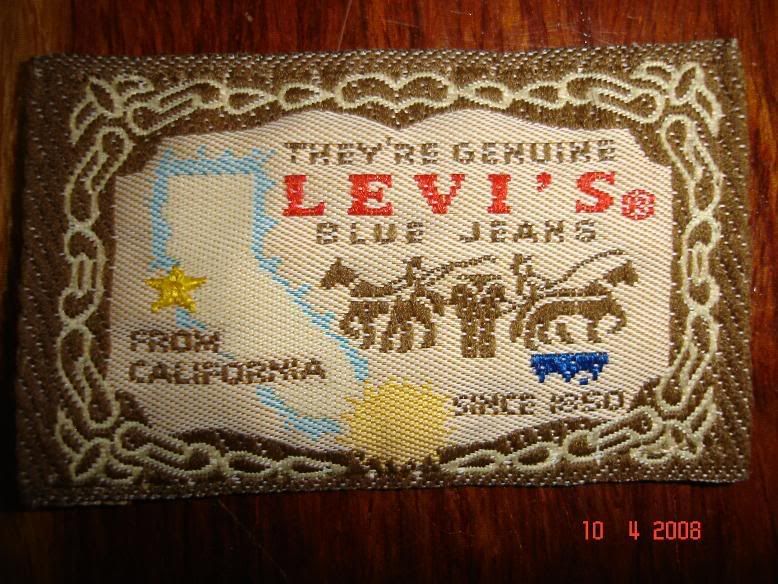 THEY'RE GENUINE
LEVI'S®
BLUE JEANS
FROM
CALIFORNIA
SINCE 1850
10 4 2008